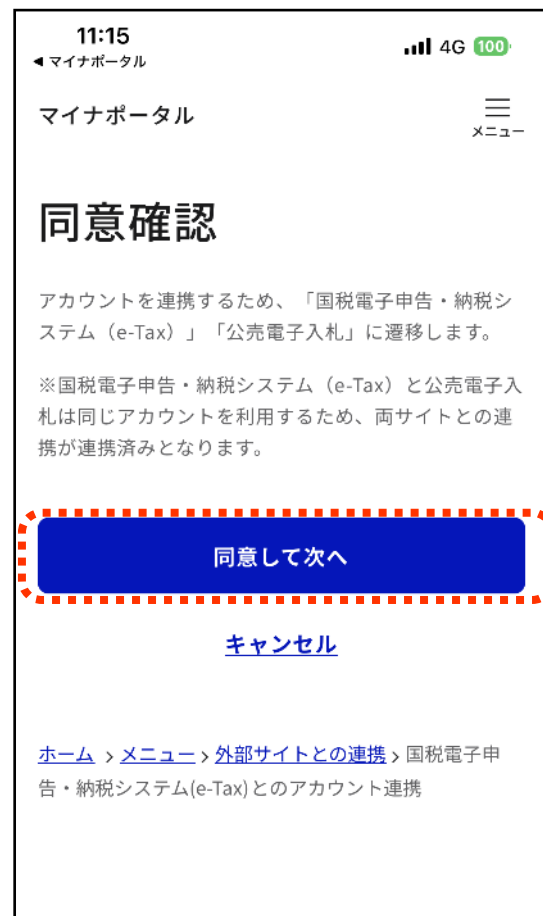 11:15
4G 100
◀ マイナポータル
マイナポータル
メニュー
同意確認
アカウントを連携するため、「国税電子申告・納税シ
ステム（e-Tax）」「公売電子入札」に遷移します。
※国税電子申告・納税システム（e-Tax）と公売電子入
札は同じアカウントを利用するため、両サイトとの連
携が連携済みとなります。
同意して次へ
キャンセル
ホーム > メニュー > 外部サイトとの連携 > 国税電子申
告・納税システム(e-Tax)とのアカウント連携